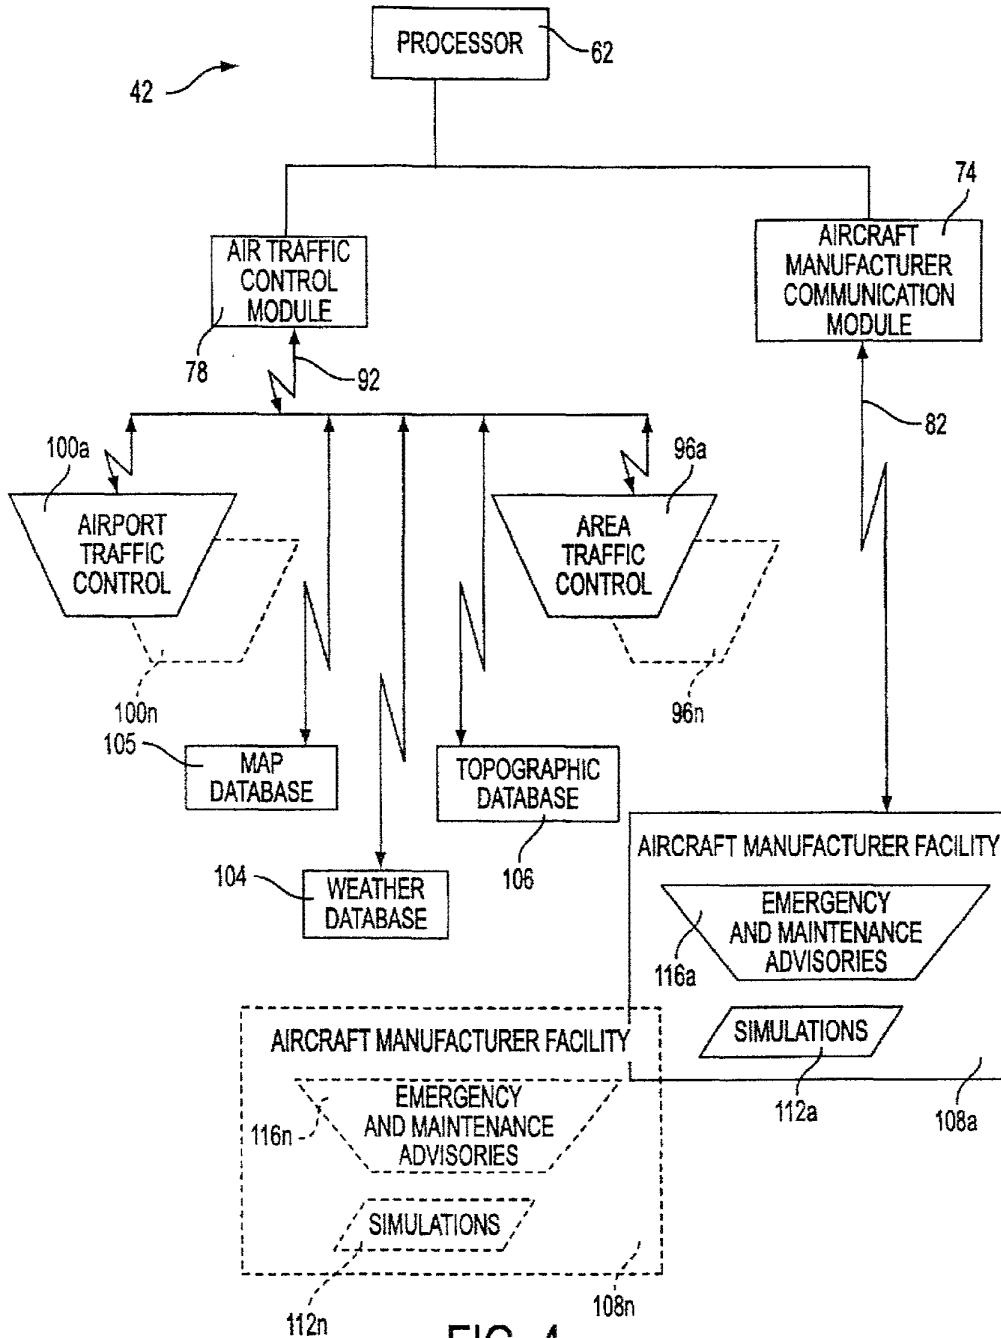 PROCESSOR
62
42
74
AIR TRAFFIC
CONTROL
MODULE
AIRCRAFT
MANUFACTURER
COMMUNICATION
MODULE
78
92
82
100a
96a
AIRPORT
TRAFFIC
CONTROL
AREA
TRAFFIC
CONTROL
100n
96n
105
MAP
DATABASE
TOPOGRAPHIC
DATABASE
106
104
WEATHER
DATABASE
AIRCRAFT MANUFACTURER FACILITY
EMERGENCY
AND MAINTENANCE
ADVISORIES
116a
SIMULATIONS
112a
108a
AIRCRAFT MANUFACTURER FACILITY
EMERGENCY
AND MAINTENANCE
ADVISORIES
116n
SIMULATIONS
112n
108n
FIG. 4